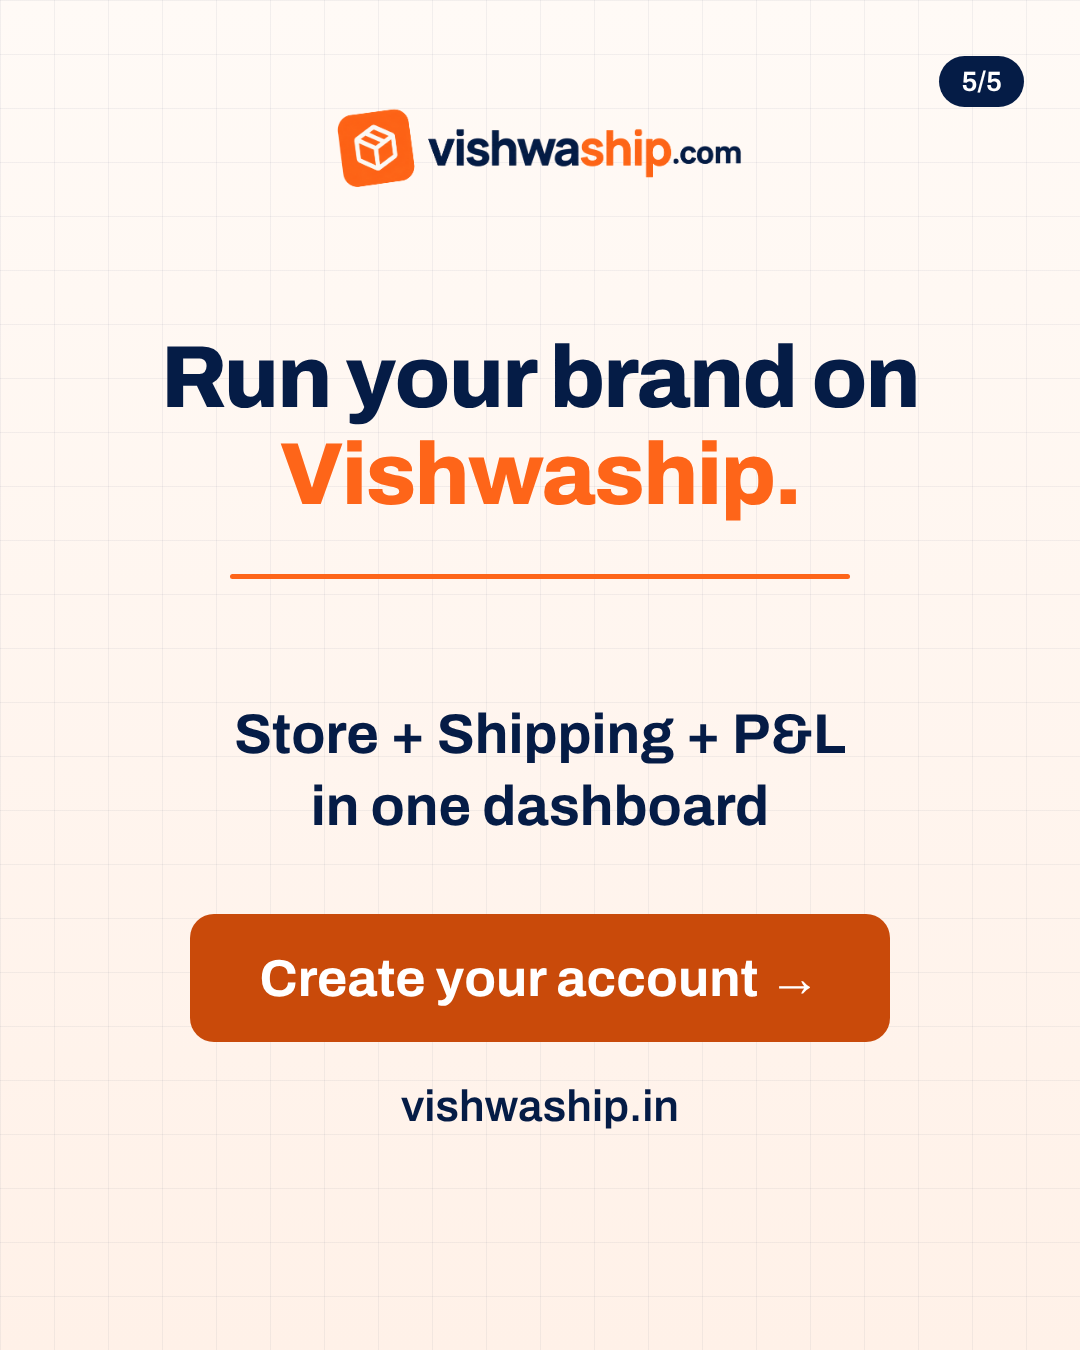 5/5
vishwaship.com
Run your brand on
Vishwaship.
Store + Shipping + P&L
in one dashboard
Create your account →
vishwaship.in